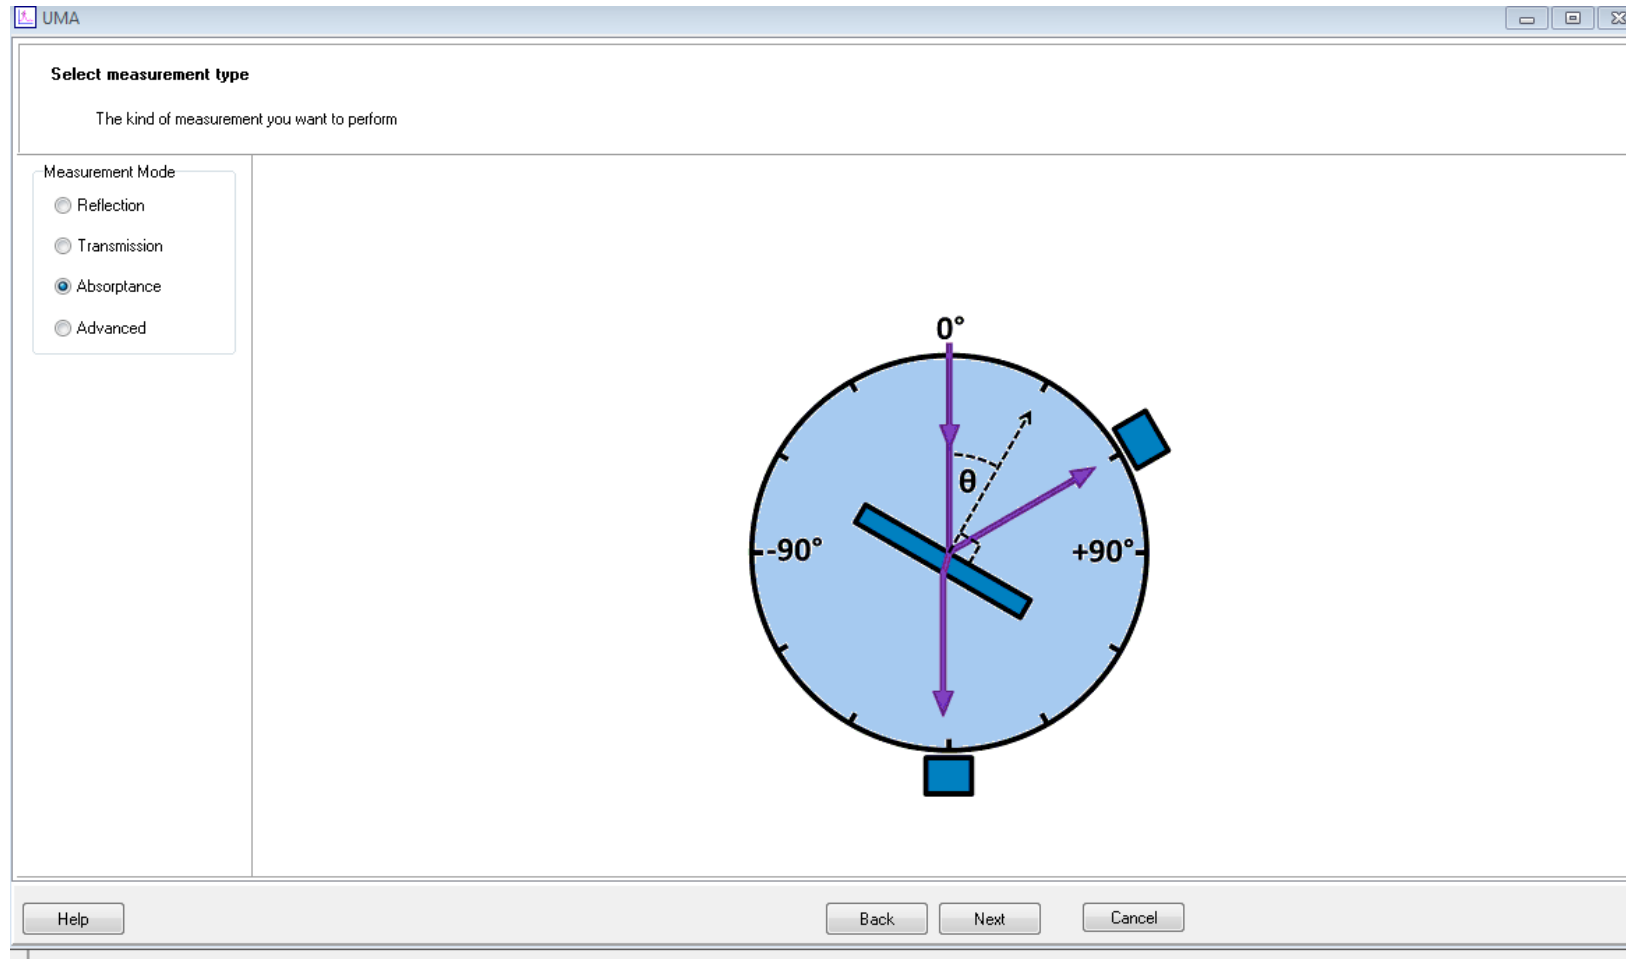 UMA
Select measurement type
The kind of measurement you want to perform
Measurement Mode
Reflection
Transmission
Absorptance
Advanced
0°
θ
-90°
+90°
Help
Back
Next
Cancel